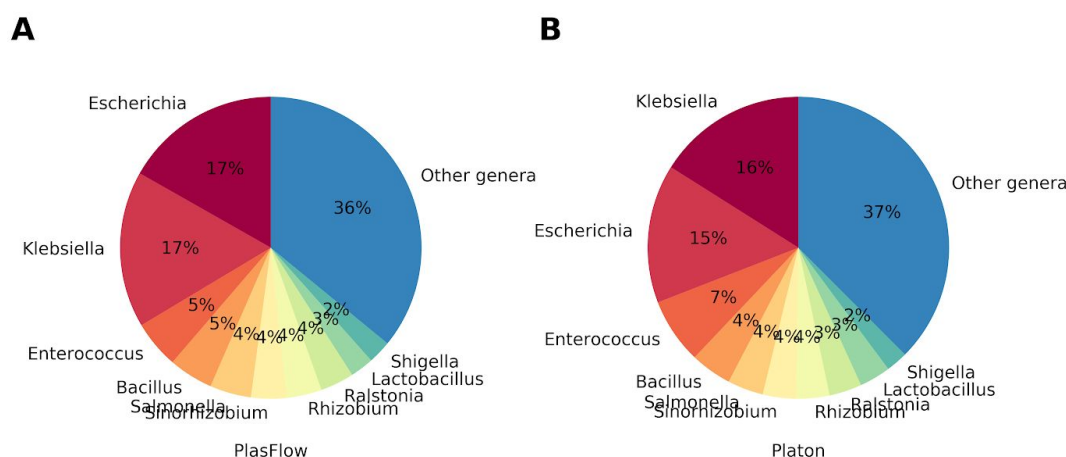 A
Escherichia
17%
Other genera
36%
Klebsiella
17%
5%
5%
4%
4%
4%
4%
3%
2%
Enterococcus
Bacillus
Salmonella
Sinorhizobium
Rhizobium
Ralstonia
Lactobacillus
Shigella
PlasFlow
B
Klebsiella
16%
Other genera
37%
Escherichia
15%
7%
4%
4%
4%
4%
3%
3%
2%
Enterococcus
Bacillus
Salmonella
Sinorhizobium
Rhizobium
Ralstonia
Lactobacillus
Shigella
Platon